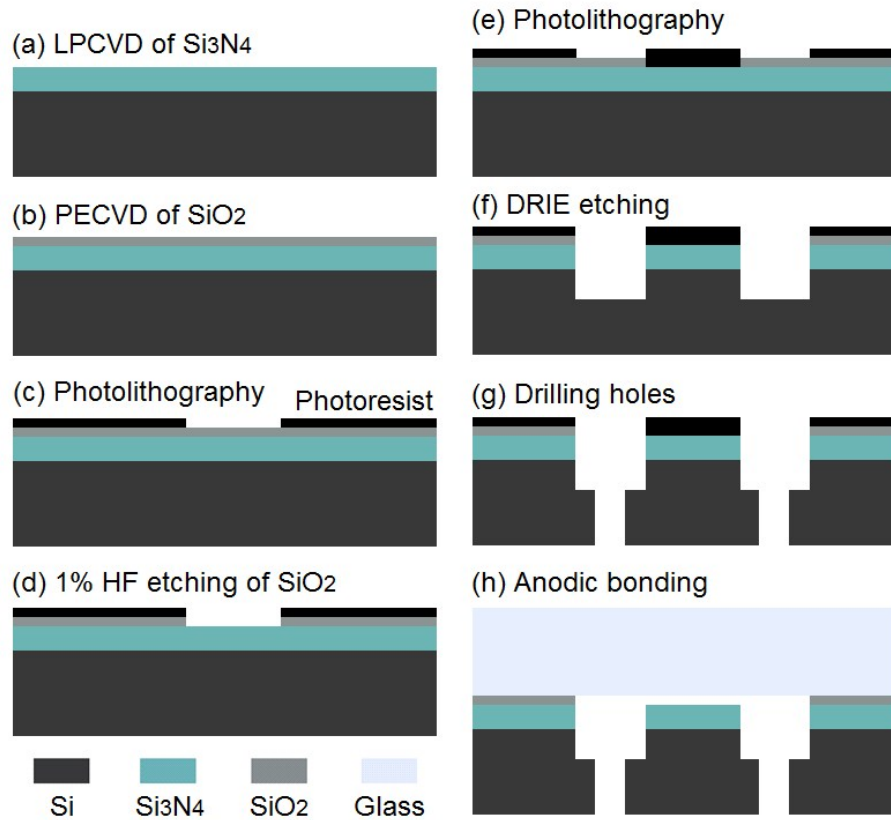 (a) LPCVD of Si3N4
(b) PECVD of SiO2
(c) Photolithography
Photoresist
(d) 1% HF etching of SiO2
Si
Si3N4
SiO2
Glass
(e) Photolithography
(f) DRIE etching
(g) Drilling holes
(h) Anodic bonding